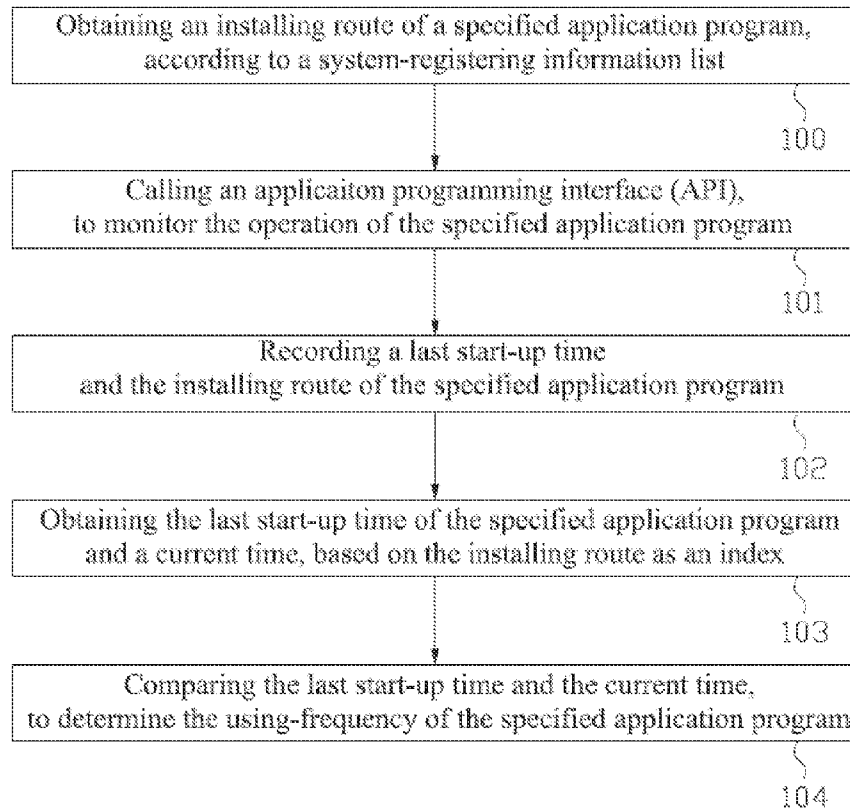 Obtaining an installing route of a specified application program,
according to a system-registering information list
100
Calling an applicaiton programming interface (API),
to monitor the operation of the specified application program
101
Recording a last start-up time
and the installing route of the specified application program
102
Obtaining the last start-up time of the specified application program
and a current time, based on the installing route as an index
103
Comparing the last start-up time and the current time,
to determine the using-frequency of the specified application program
104